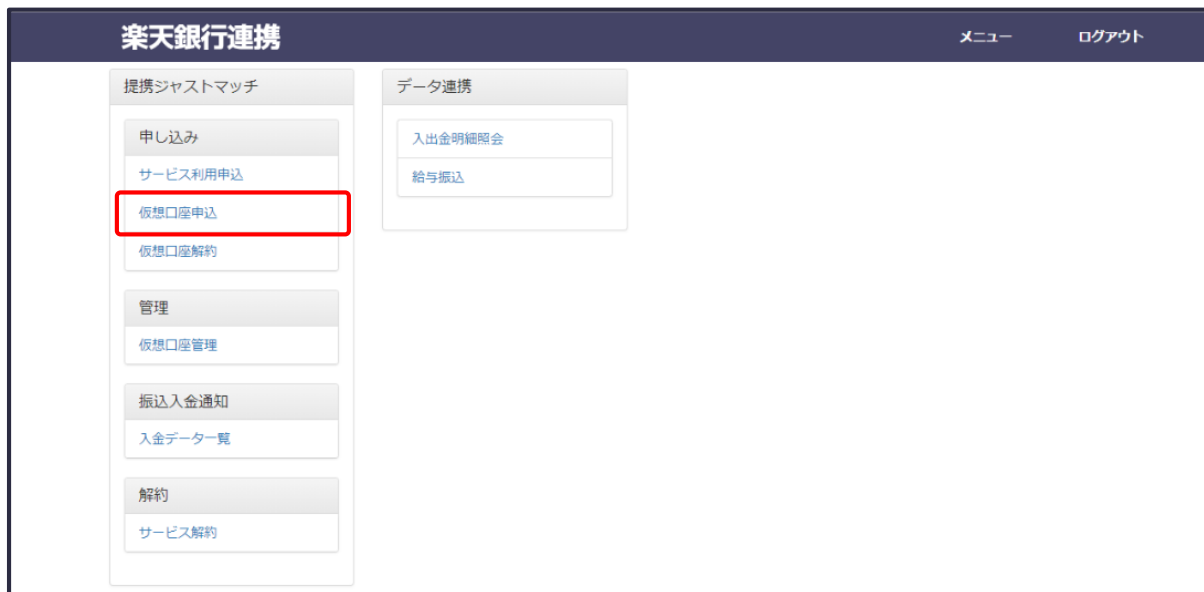 楽天銀行連携
メニュー
ログアウト
提携ジャストマッチ
申し込み
サービス利用申込
仮想口座申込
仮想口座解約
管理
仮想口座管理
振込入金通知
入金データ一覧
解約
サービス解約
データ連携
入出金明細照会
給与振込